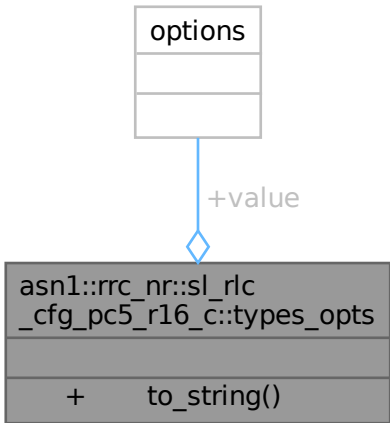 options
+value
asn1::rrc_nr::sl_rlc
_cfg_pc5_r16_c::types_opts
+ to_string()